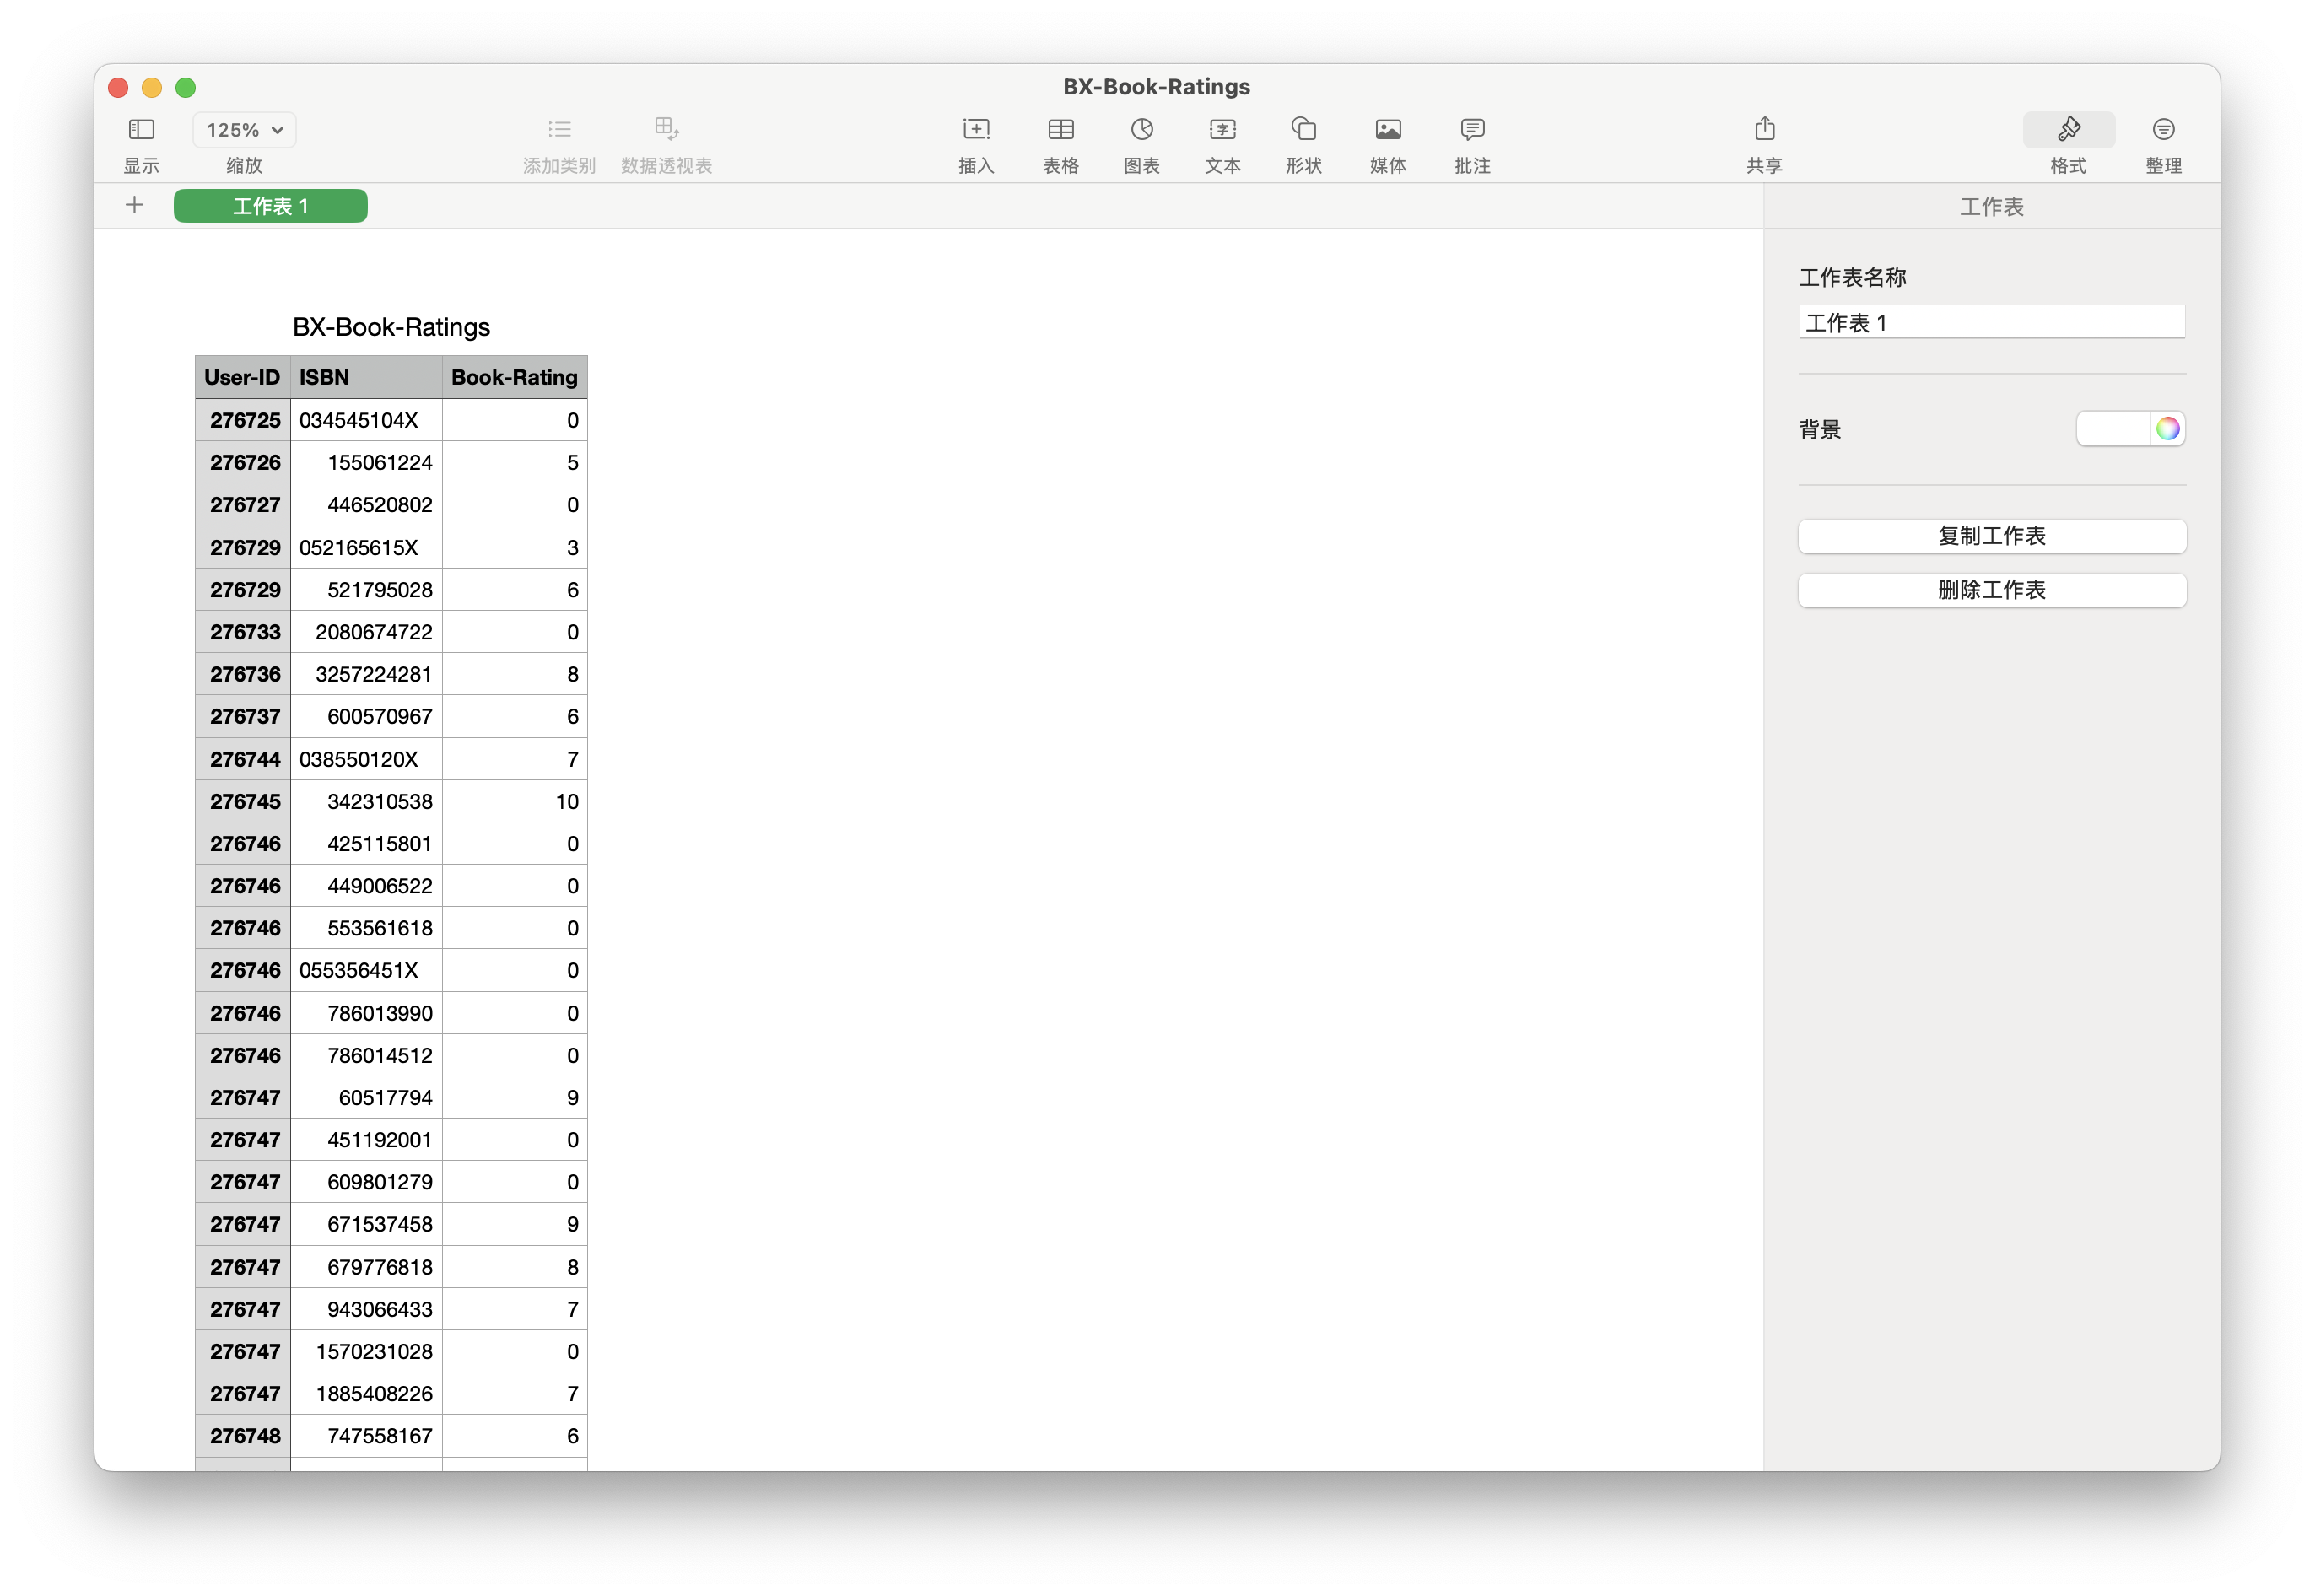 BX-Book-Ratings
125%
显示 缩放 添加类别 数据透视表 插入 表格 图表 文本 形状 媒体 批注 共享 格式 整理
工作表 1
工作表
工作表名称
工作表 1
背景
复制工作表
删除工作表
BX-Book-Ratings
User-ID ISBN Book-Rating
276725 034545104X 0
276726 155061224 5
276727 446520802 0
276729 052165615X 3
276729 521795028 6
276733 2080674722 0
276736 3257224281 8
276737 600570967 6
276744 038550120X 7
276745 342310538 10
276746 425115801 0
276746 449006522 0
276746 553561618 0
276746 055356451X 0
276746 786013990 0
276746 786014512 0
276747 60517794 9
276747 451192001 0
276747 609801279 0
276747 671537458 9
276747 679776818 8
276747 943066433 7
276747 1570231028 0
276747 1885408226 7
276748 747558167 6